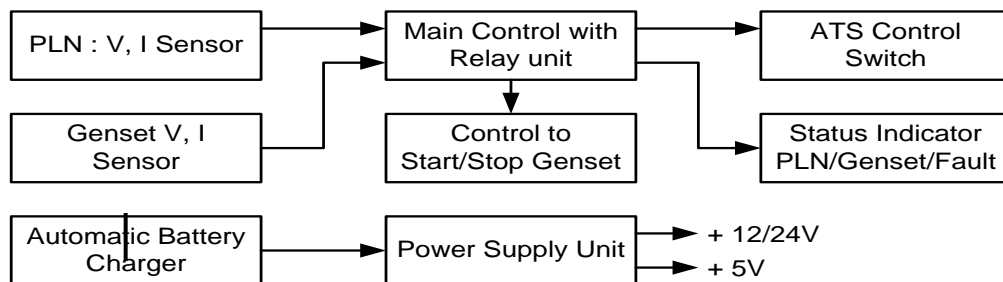 PLN : V, I Sensor
Main Control with
Relay unit
ATS Control
Switch
Genset V, I
Sensor
Control to
Start/Stop Genset
Status Indicator
PLN/Genset/Fault
Automatic Battery
Charger
Power Supply Unit
+ 12/24V
+ 5V